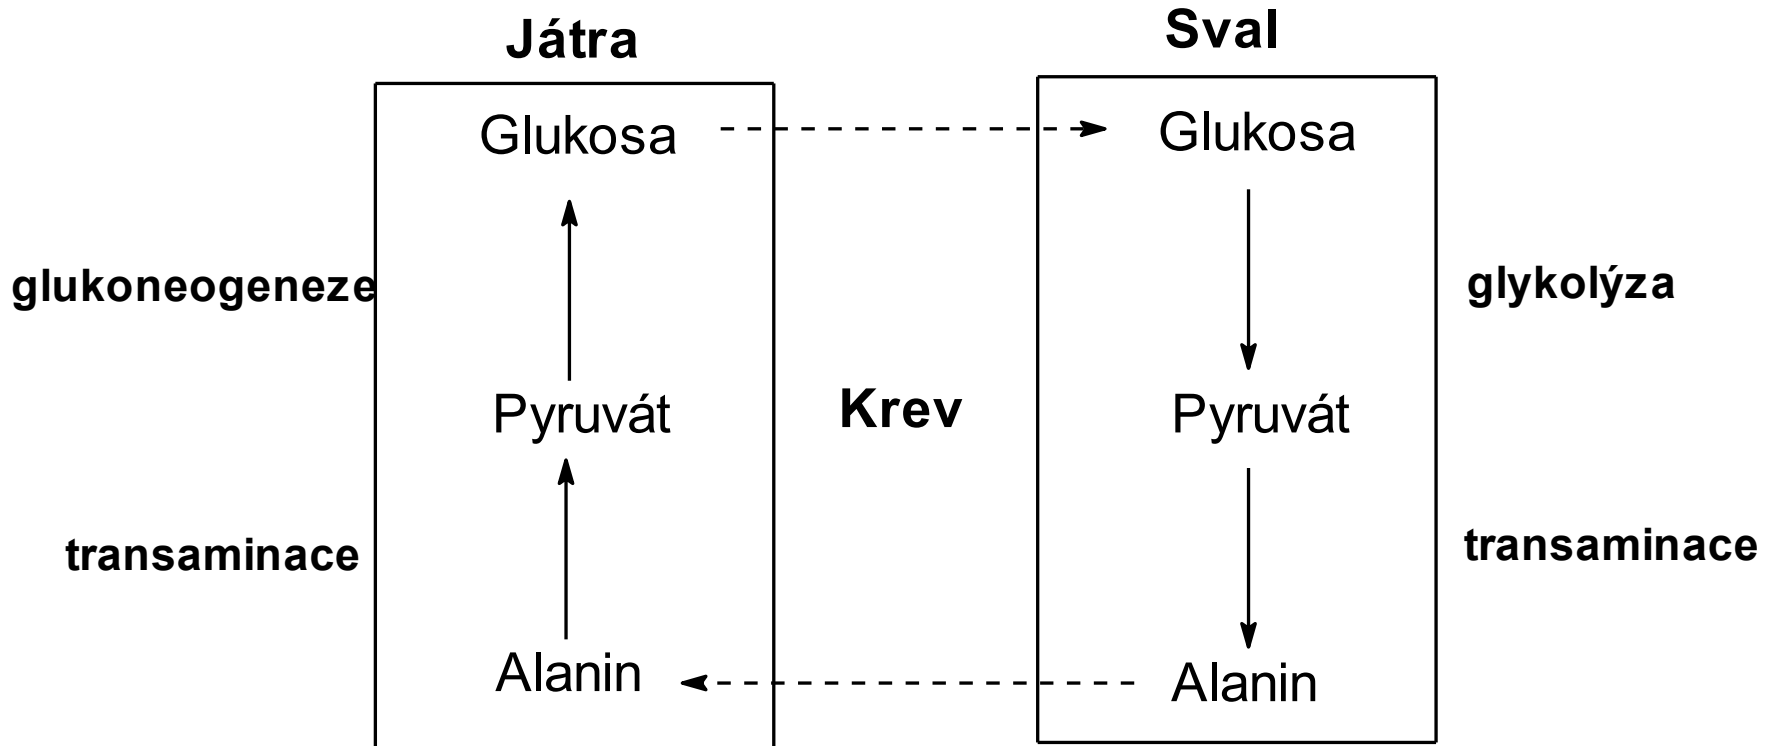 Játra
Sval
Glukosa
Glukosa
glukoneogeneze
glykolýza
Pyruvát
Krev
Pyruvát
transaminace
transaminace
Alanin
Alanin